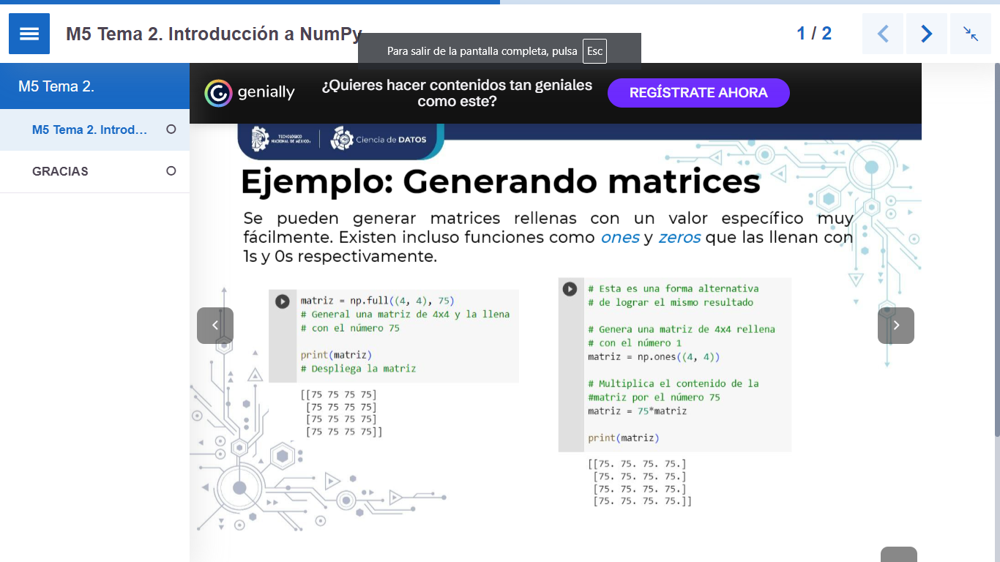 M5 Tema 2. Introducción a NumPy
1 / 2
Para salir de la pantalla completa, pulsa Esc
M5 Tema 2.
M5 Tema 2. Introd...
GRACIAS
genially
¿Quieres hacer contenidos tan geniales
como este?
REGÍSTRATE AHORA
TECNOLÓGICO
NACIONAL DE MÉXICO
Ciencia de DATOS
Ejemplo: Generando matrices
Se pueden generar matrices rellenas con un valor específico muy
fácilmente. Existen incluso funciones como ones y zeros que las llenan con
1s y 0s respectivamente.
matriz = np.full((4, 4), 75)
# General una matriz de 4x4 y la llena
# con el número 75
print(matriz)
# Despliega la matriz
[[75 75 75 75]
[75 75 75 75]
[75 75 75 75]
[75 75 75 75]]
# Esta es una forma alternativa
# de lograr el mismo resultado
# Genera una matriz de 4x4 rellena
# con el número 1
matriz = np.ones((4, 4))
# Multiplica el contenido de la
#matriz por el número 75
matriz = 75*matriz
print(matriz)
[[75. 75. 75. 75.]
[75. 75. 75. 75.]
[75. 75. 75. 75.]
[75. 75. 75. 75.]]